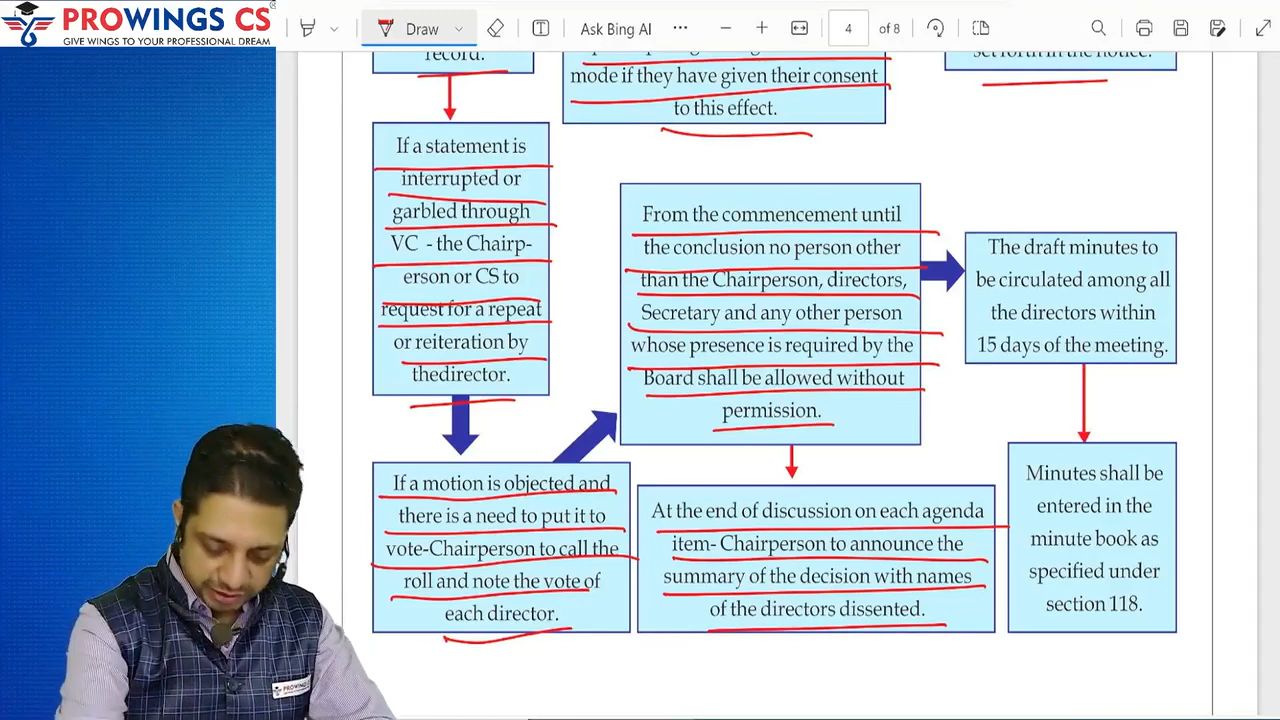 PROWINGS CS
GIVE WINGS TO YOUR PROFESSIONAL DREAM
Draw
Ask Bing AI
4
of 8
record.
mode if they have given their consent
to this effect.
set forth in the notice.
If a statement is
interrupted or
garbled through
VC - the Chairp-
erson or CS to
request for a repeat
or reiteration by
thedirector.
From the commencement until
the conclusion no person other
than the Chairperson, directors,
Secretary and any other person
whose presence is required by the
Board shall be allowed without
permission.
The draft minutes to
be circulated among all
the directors within
15 days of the meeting.
If a motion is objected and
there is a need to put it to
vote-Chairperson to call the
roll and note the vote of
each director.
At the end of discussion on each agenda
item- Chairperson to announce the
summary of the decision with names
of the directors dissented.
Minutes shall be
entered in the
minute book as
specified under
section 118.
PROWINGS